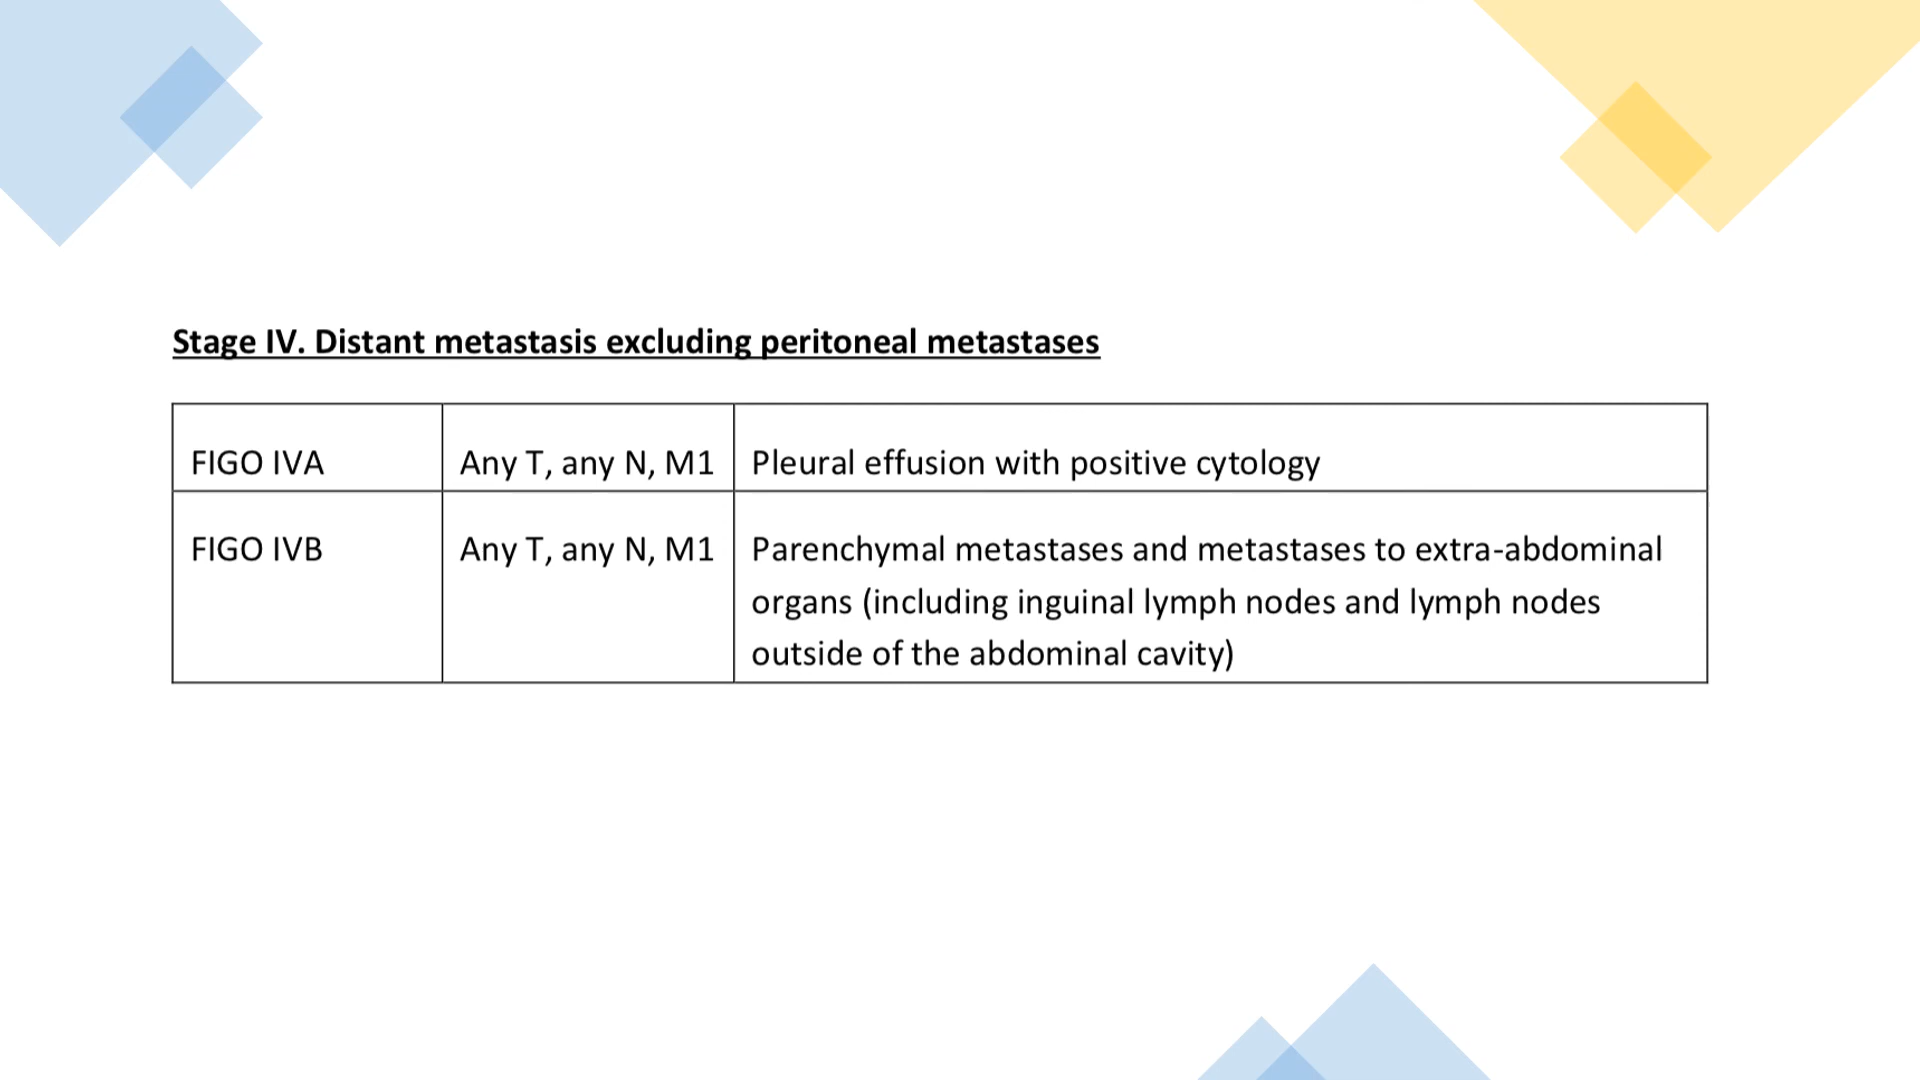 Stage IV. Distant metastasis excluding peritoneal metastases
FIGO IVA Any T, any N, M1 Pleural effusion with positive cytology
FIGO IVB Any T, any N, M1 Parenchymal metastases and metastases to extra-abdominal
organs (including inguinal lymph nodes and lymph nodes
outside of the abdominal cavity)